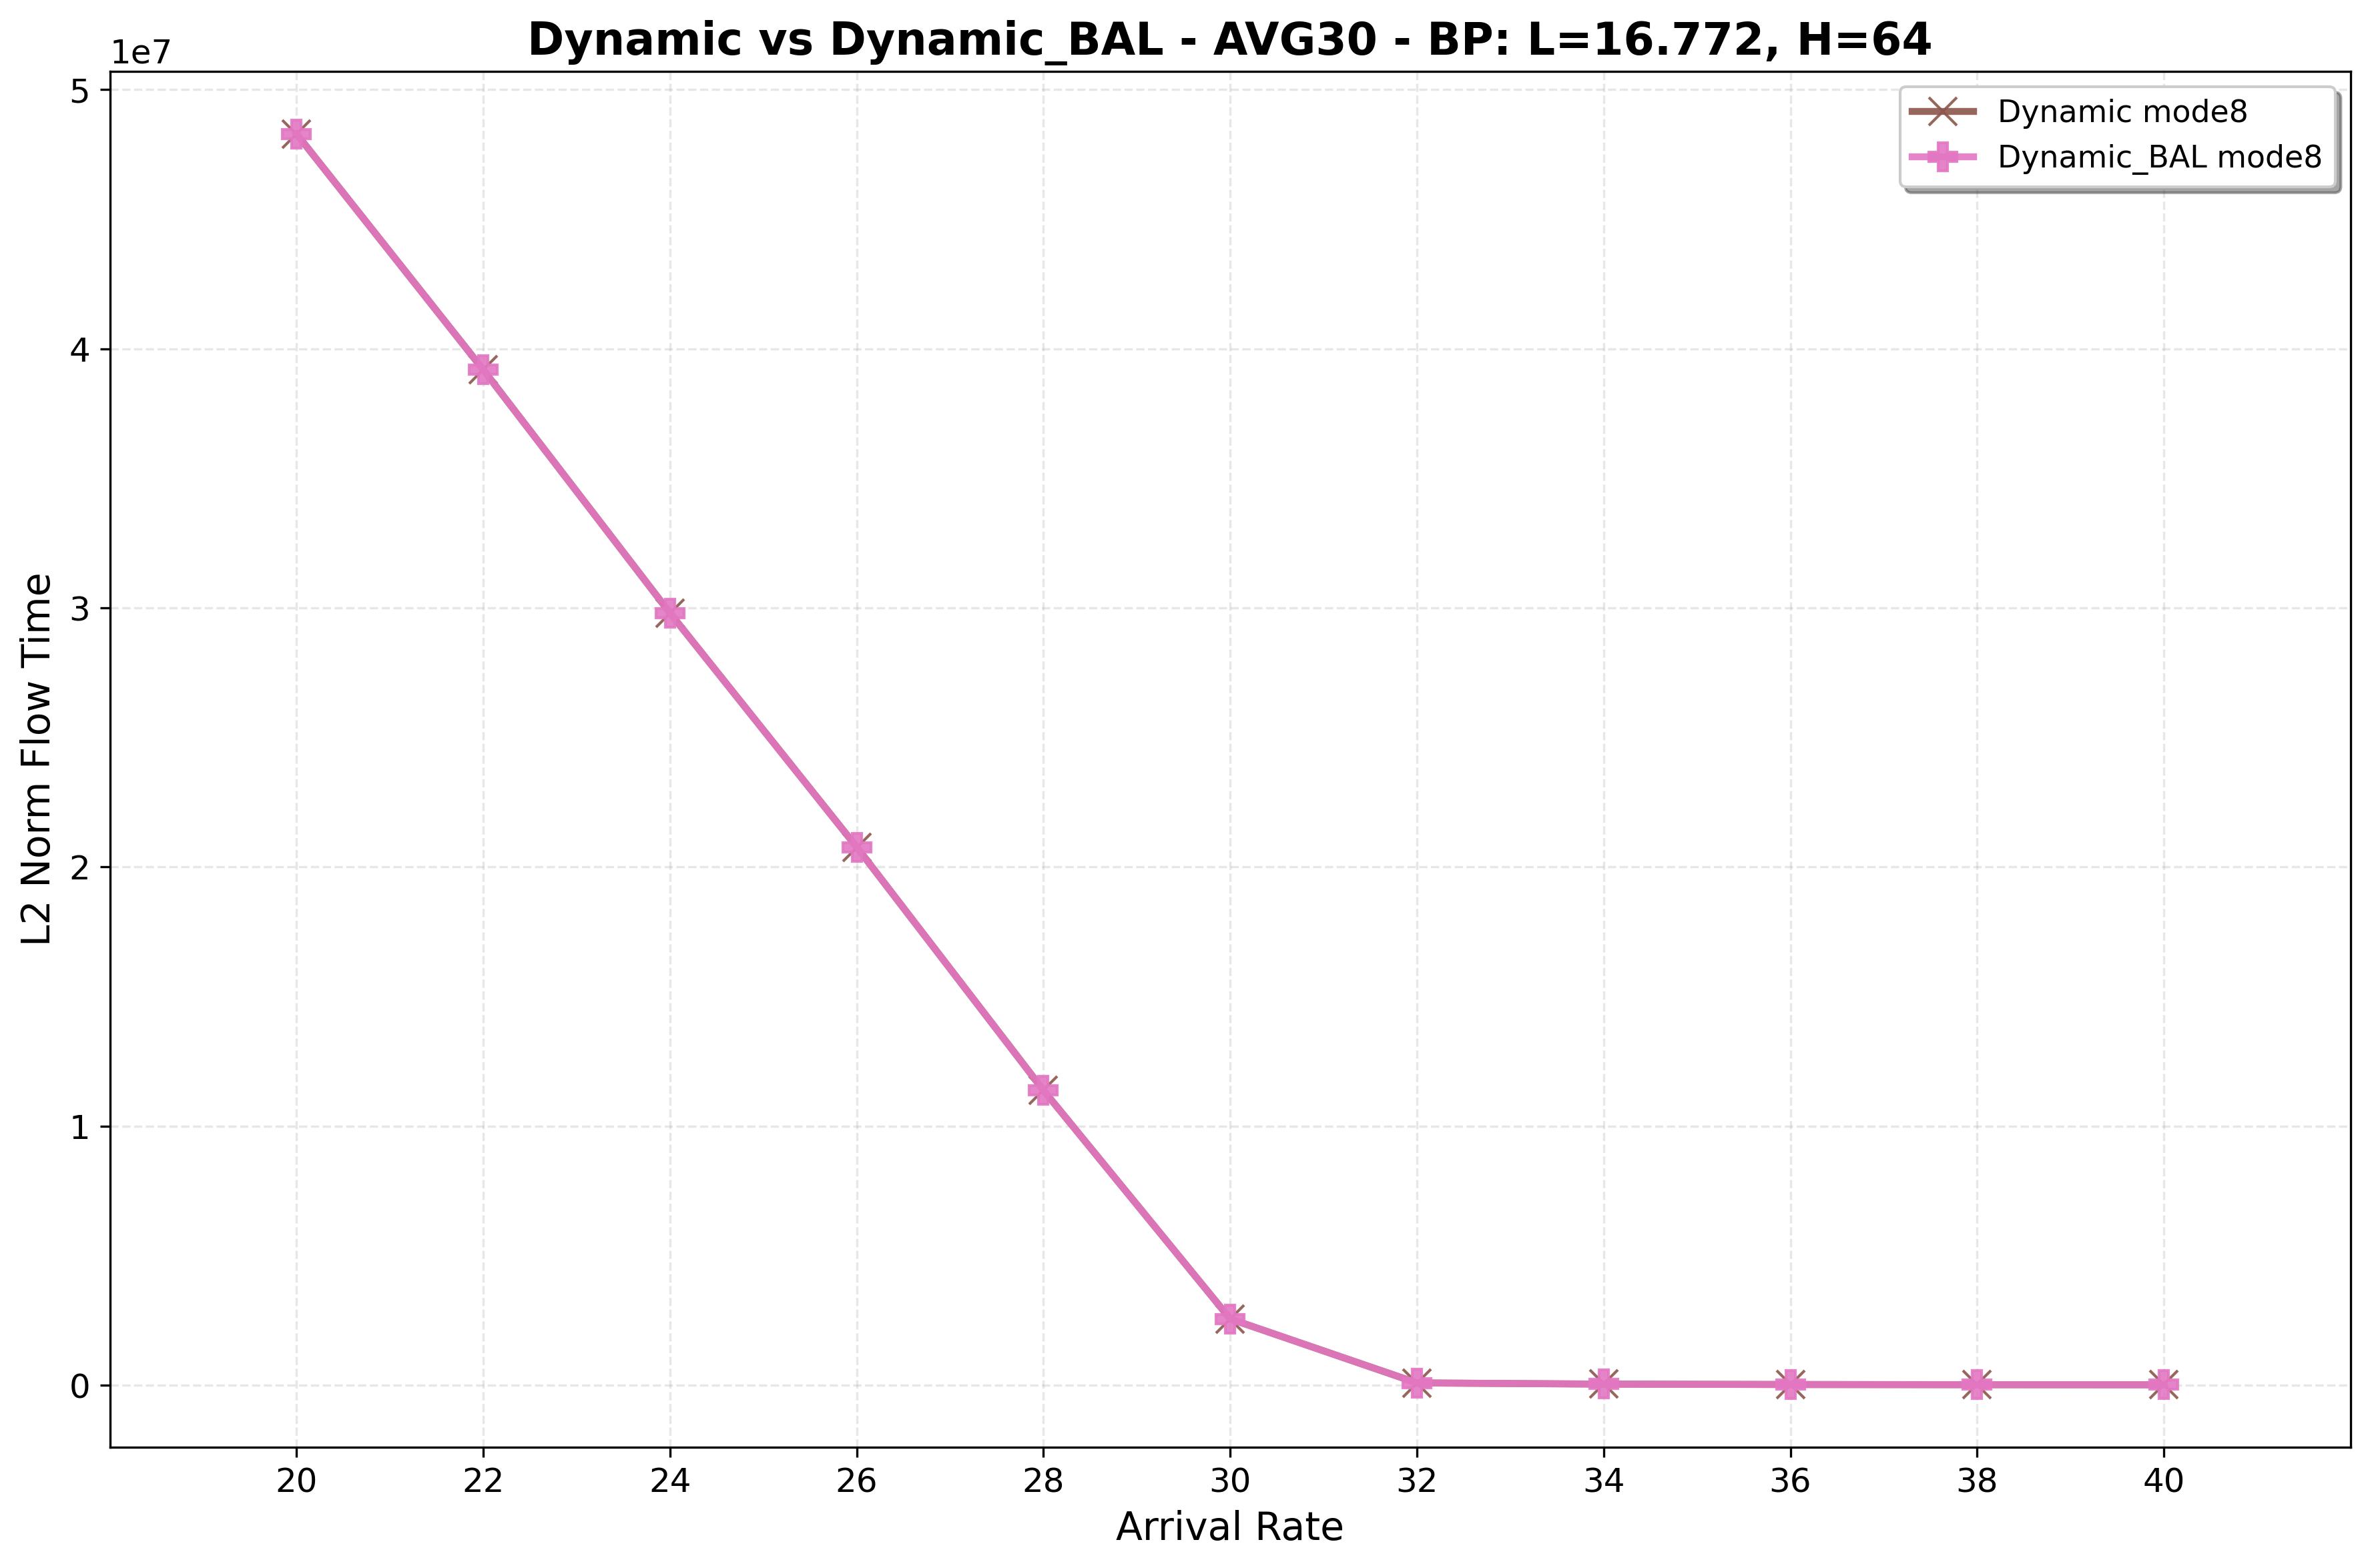 Dynamic vs Dynamic_BAL - AVG30 - BP: L=16.772, H=64
1e7
5
4
3
2
1
0
L2 Norm Flow Time
Dynamic mode8
Dynamic_BAL mode8
20 22 24 26 28 30 32 34 36 38 40
Arrival Rate